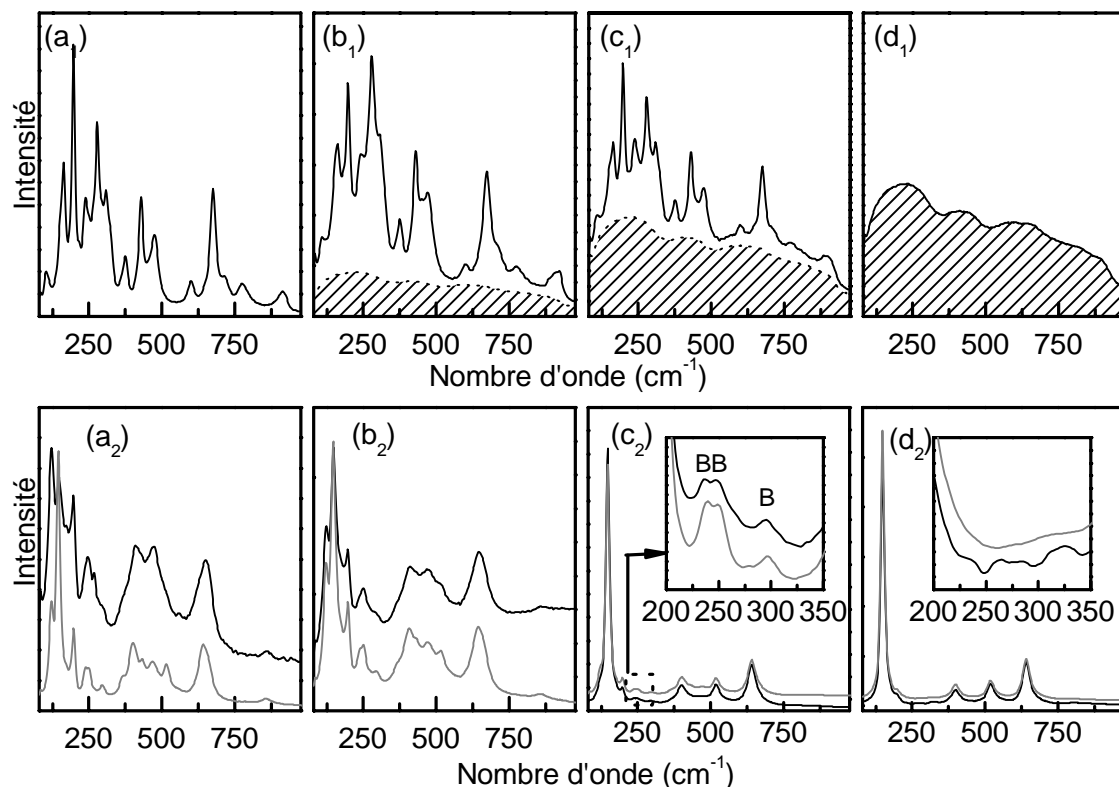 (a₁) (b₁) (c₁) (d₁)
Intensité
250 500 750 250 500 750 250 500 750 250 500 750
Nombre d'onde (cm⁻¹)
(a₂) (b₂) (c₂) (d₂)
BB
B
Intensité
200 250 300 350 200 250 300 350
250 500 750 250 500 750 250 500 750 250 500 750
Nombre d'onde (cm⁻¹)